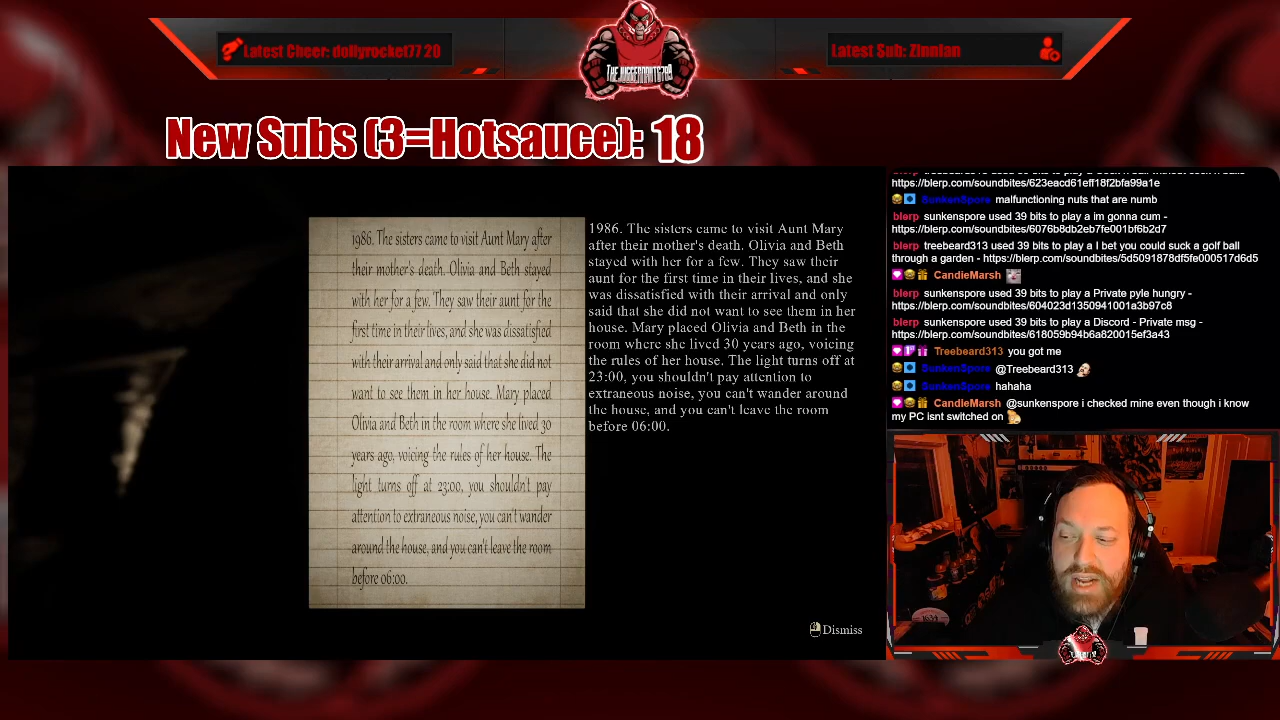 Latest Cheer: dollyrocket77 20
Latest Sub: Zinnian
THEJUGGERNAUT6789
New Subs (3=Hotsauce): 18
1986. The sisters came to visit Aunt Mary after
their mother's death. Olivia and Beth stayed
with her for a few. They saw their aunt for the
first time in their lives, and she was dissatisfied
with their arrival and only said that she did not
want to see them in her house. Mary placed
Olivia and Beth in the room where she lived 30
years ago, voicing the rules of her house. The
light turns off at 23:00, you shouldn't pay
attention to extraneous noise, you can't wander
around the house, and you can't leave the room
before 06:00.
1986. The sisters came to visit Aunt Mary
after their mother's death. Olivia and Beth
stayed with her for a few. They saw their
aunt for the first time in their lives, and she
was dissatisfied with their arrival and only
said that she did not want to see them in her
house. Mary placed Olivia and Beth in the
room where she lived 30 years ago, voicing
the rules of her house. The light turns off at
23:00, you shouldn't pay attention to
extraneous noise, you can't wander around
the house, and you can't leave the room
before 06:00.
Dismiss
https://blerp.com/soundbites/623eacd61eff18f2bfa99a1e
SunkenSpore malfunctioning nuts that are numb
blerp sunkenspore used 39 bits to play a im gonna cum -
https://blerp.com/soundbites/6076b8db2eb7fe001bf6b2d7
blerp treebeard313 used 39 bits to play a I bet you could suck a golf ball
through a garden - https://blerp.com/soundbites/5d5091878df5fe000517d6d5
CandieMarsh
blerp sunkenspore used 39 bits to play a Private pyle hungry -
https://blerp.com/soundbites/604023d1350941001a3b97c8
blerp sunkenspore used 39 bits to play a Discord - Private msg -
https://blerp.com/soundbites/618059b94b6a820015ef3a43
Treebeard313 you got me
SunkenSpore @Treebeard313
SunkenSpore hahaha
CandieMarsh @sunkenspore i checked mine even though i know
my PC isnt switched on